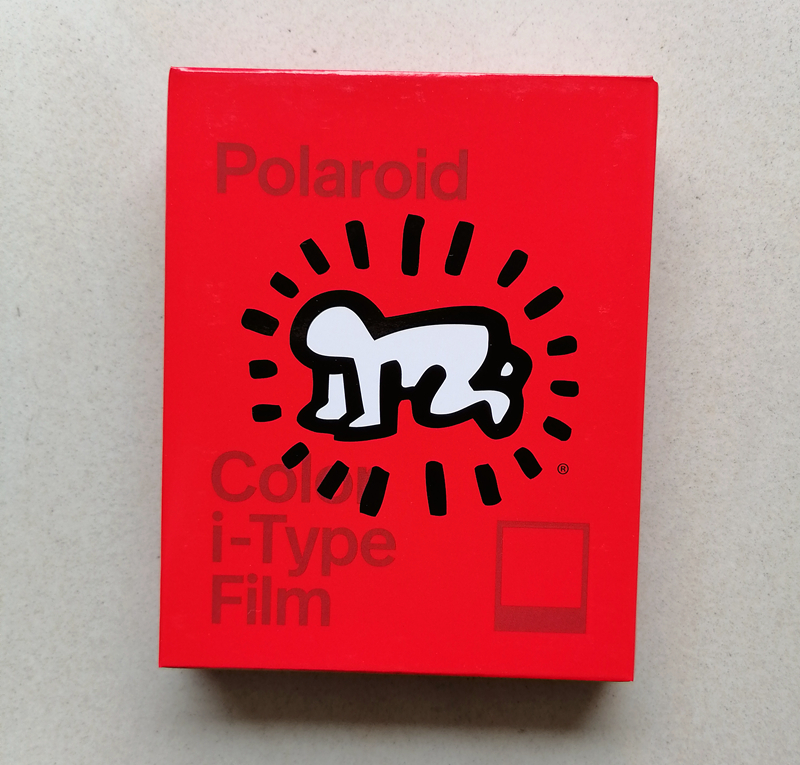 Polaroid
®
Color
i-Type
Film